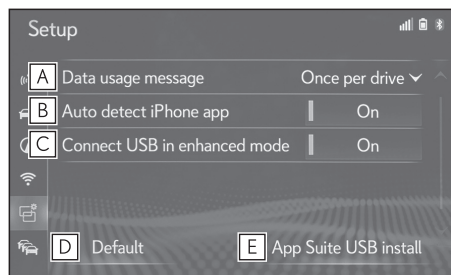 Setup
A Data usage message Once per drive
B Auto detect iPhone app On
C Connect USB in enhanced mode On
D Default E App Suite USB install